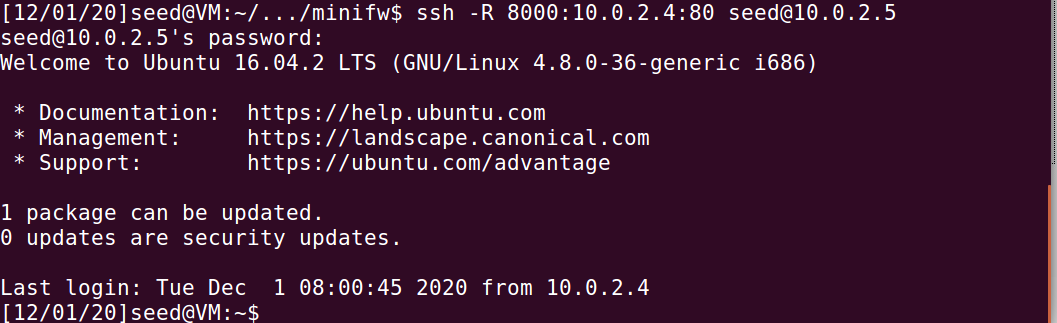 [12/01/20]seed@VM:~/.../minifw$ ssh -R 8000:10.0.2.4:80 seed@10.0.2.5
seed@10.0.2.5's password:
Welcome to Ubuntu 16.04.2 LTS (GNU/Linux 4.8.0-36-generic i686)
* Documentation:  https://help.ubuntu.com
* Management:     https://landscape.canonical.com
* Support:        https://ubuntu.com/advantage
1 package can be updated.
0 updates are security updates.
Last login: Tue Dec  1 08:00:45 2020 from 10.0.2.4
[12/01/20]seed@VM:~$